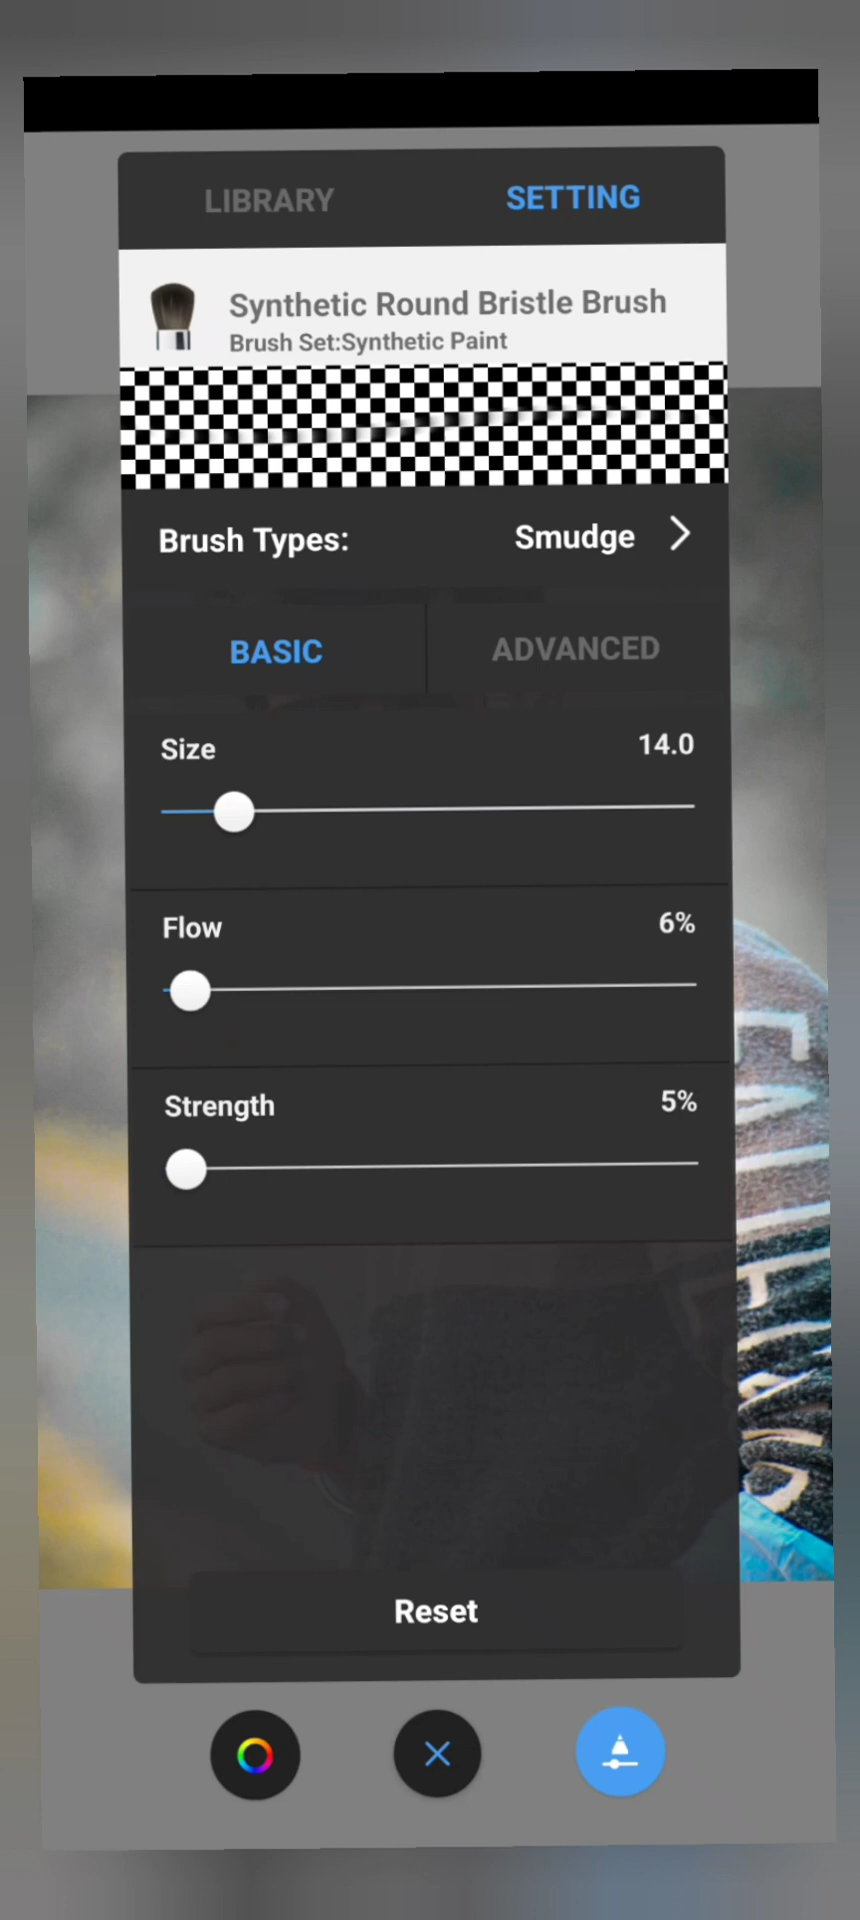 LIBRARY SETTING
Synthetic Round Bristle Brush
Brush Set:Synthetic Paint
Brush Types: Smudge
BASIC ADVANCED
Size 14.0
Flow 6%
Strength 5%
Reset